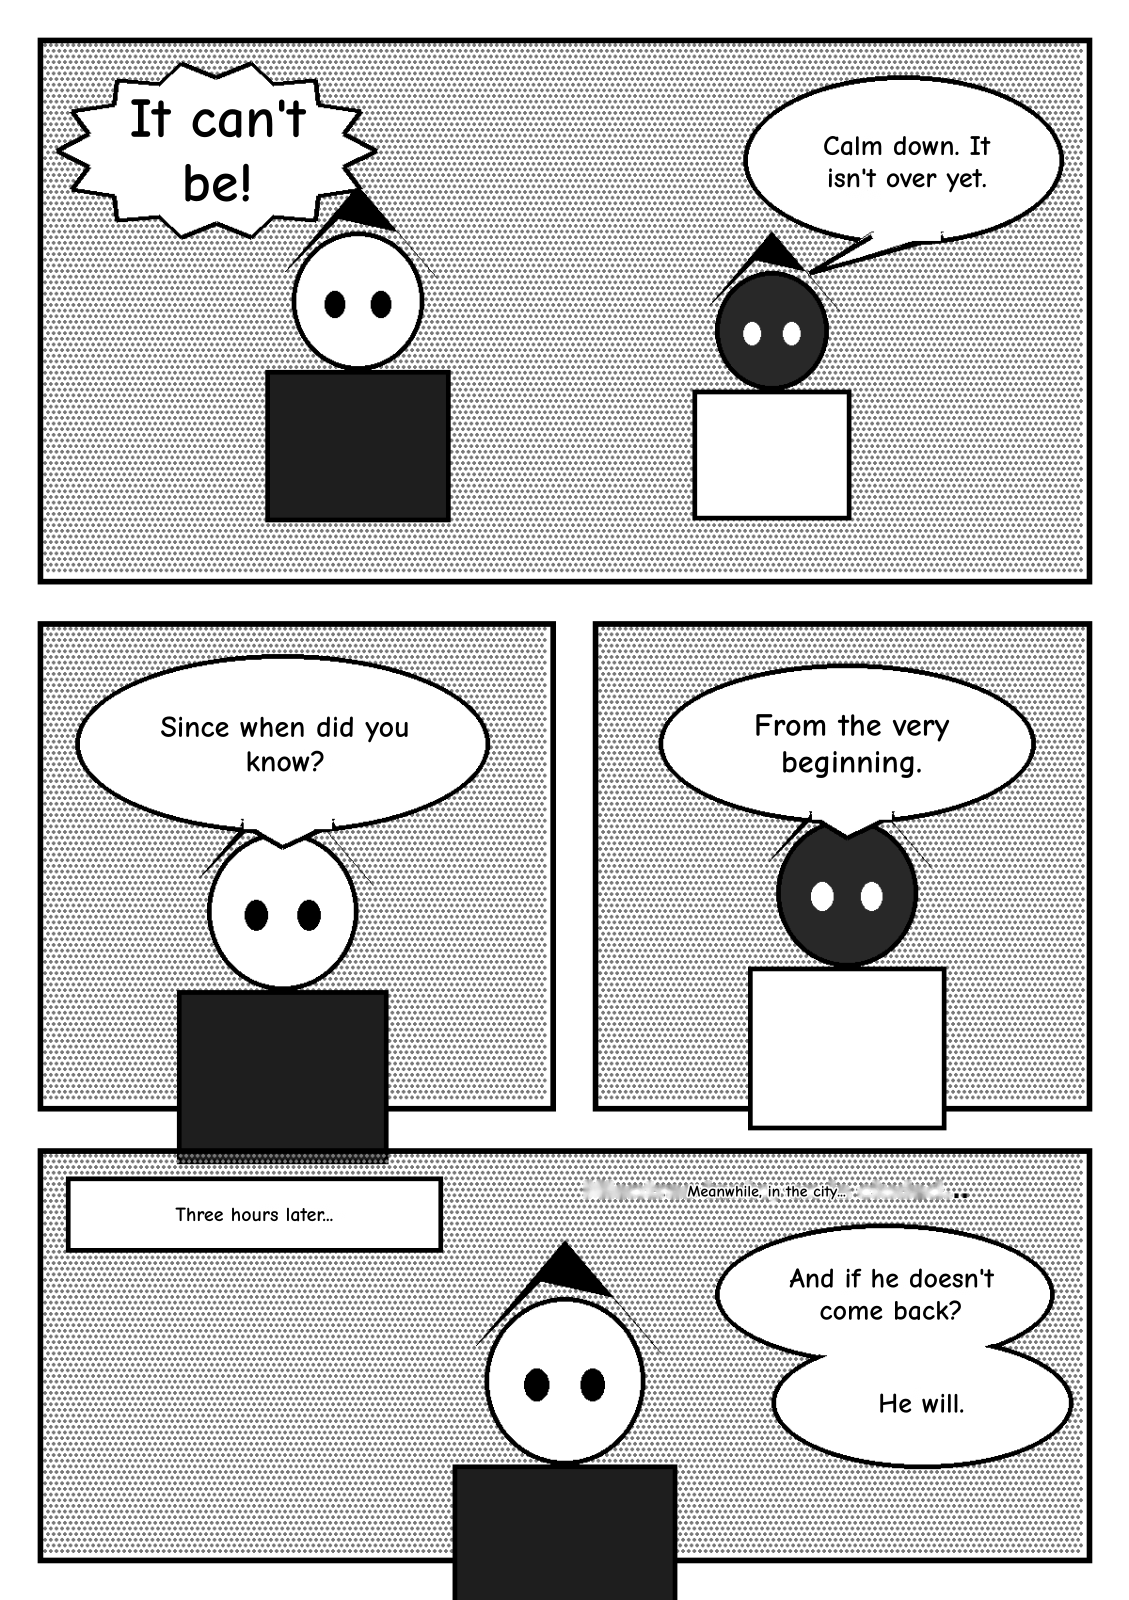 It can't
be!
Calm down. It
isn't over yet.
Since when did you
know?
From the very
beginning.
Three hours later...
Meanwhile, in the city...
And if he doesn't
come back?
He will.